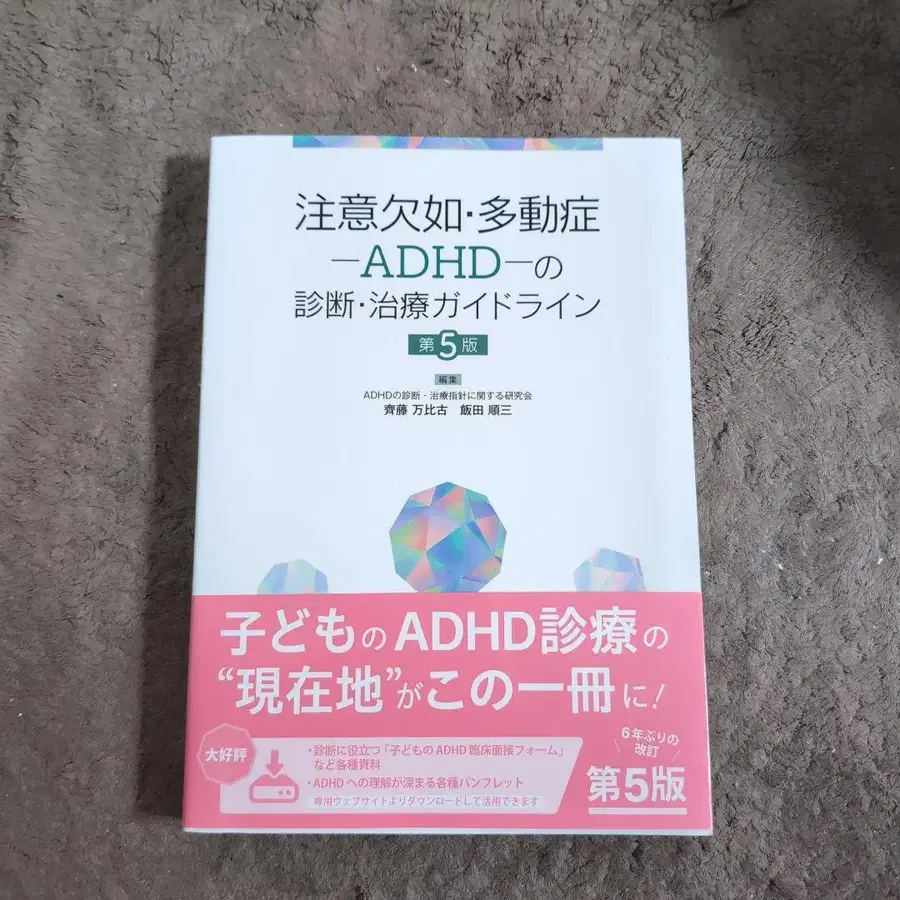 注意欠如・多動症
―ADHD―の
診断・治療ガイドライン
第5版
編集
ADHDの診断・治療指針に関する研究会
齊藤 万比古 飯田 順三
子どものADHD診療の
“現在地”がこの一冊に!
大好評
・診断に役立つ「子どものADHD臨床面接フォーム」
など各種資料
・ADHDへの理解が深まる各種パンフレット
専用ウェブサイトよりダウンロードして活用できます
6年ぶりの
改訂
第5版